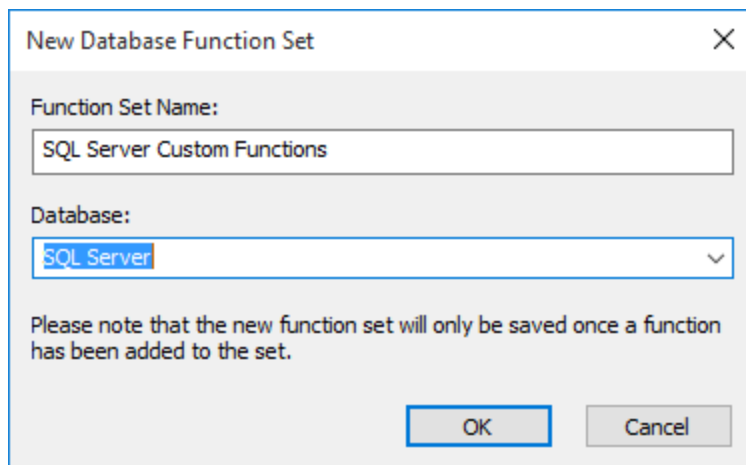 New Database Function Set
Function Set Name:
SQL Server Custom Functions
Database:
SQL Server
Please note that the new function set will only be saved once a function
has been added to the set.
OK Cancel